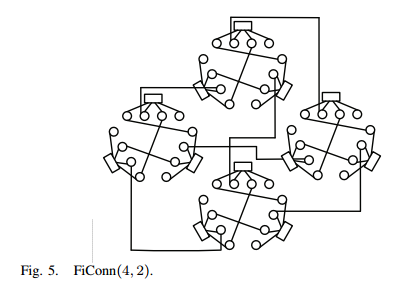 Fig. 5. FiConn(4, 2).